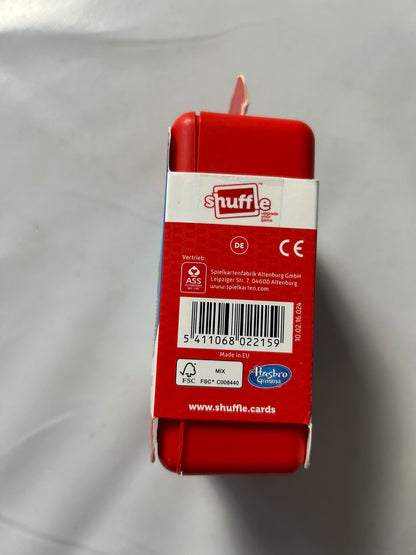 shuffle™
upgrade
your
game
DE
CE
Vertrieb:
ASS
Spielkartenfabrik Altenburg GmbH
Leipziger Str. 7, 04600 Altenburg
www.spielkarten.com
5 411068 022159
10.02.16.024
Made in EU
FSC
MIX
FSC® C008440
Hasbro
Gaming
www.shuffle.cards